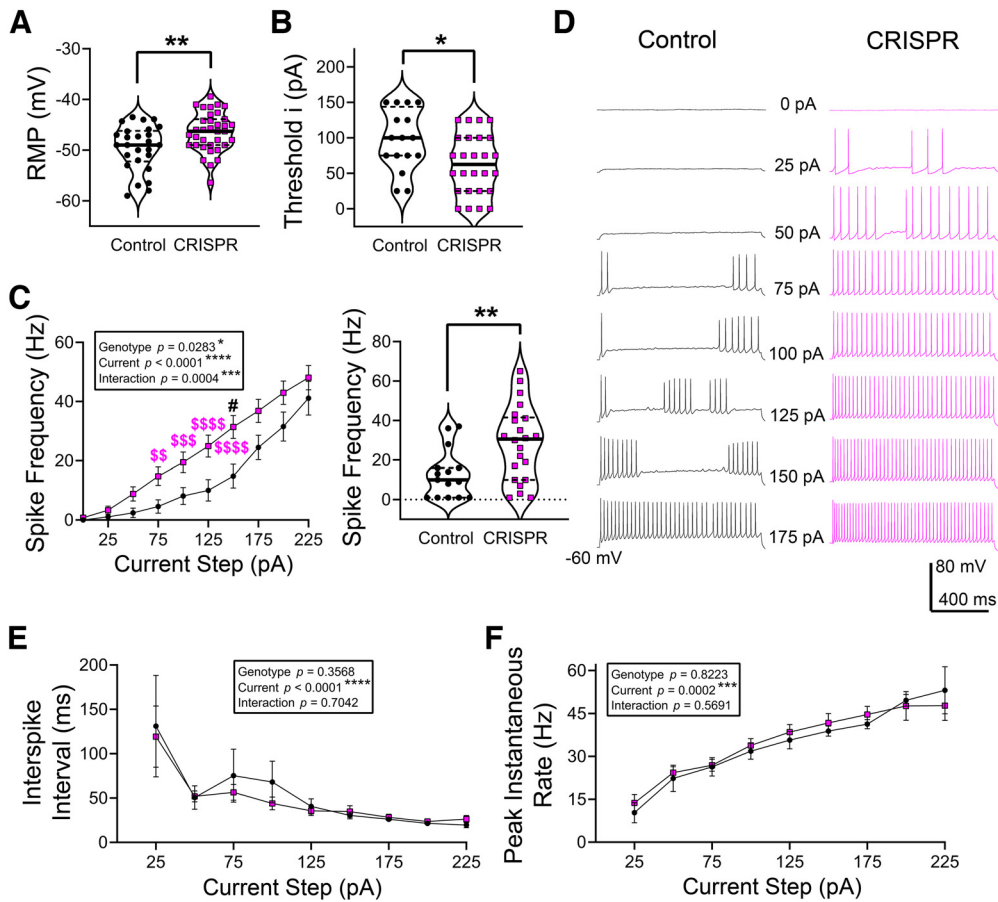 A
RMP (mV)
-30
-40
-50
-60
**
Control
CRISPR
B
Threshold i (pA)
200
150
100
50
0
*
Control
CRISPR
C
Spike Frequency (Hz)
60
40
20
0
Genotype p = 0.0283 *
Current p < 0.0001 ****
Interaction p = 0.0004 ***
$$
$$$
$$$$
$$$$
#
25
75
125
175
225
Current Step (pA)
Spike Frequency (Hz)
80
60
40
20
0
**
Control
CRISPR
D
Control
CRISPR
0 pA
25 pA
50 pA
75 pA
100 pA
125 pA
150 pA
175 pA
-60 mV
80 mV
400 ms
E
Interspike
Interval (ms)
200
150
100
50
0
Genotype p = 0.3568
Current p < 0.0001 ****
Interaction p = 0.7042
25
75
125
175
225
Current Step (pA)
F
Peak Instantaneous
Rate (Hz)
60
45
30
15
0
Genotype p = 0.8223
Current p = 0.0002 ***
Interaction p = 0.5691
25
75
125
175
225
Current Step (pA)